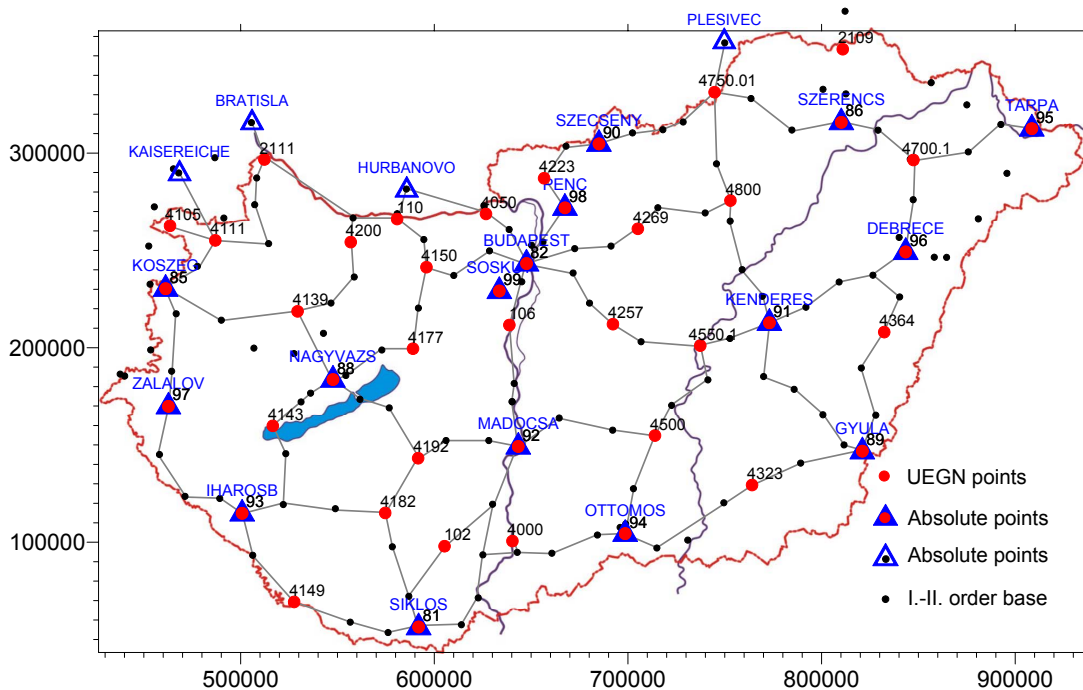 PLESIVEC
2109
4750.01
BRATISLA
SZERENCS
86
TARPA
95
SZECSENY
90
KAISEREICHE
2111
300000
HURBANOVO
4223
4700.1
PENC
98
4105
4111
110
4050
4200
4800
4269
BUDAPEST
82
DEBRECE
96
4150
KOSZEG
85
SOSKU
99
4139
106
4257
KENDERES
91
4364
4177
4550.1
200000
NAGYVAZS
88
ZALALOV
97
4143
MADOCSA
92
4500
GYULA
89
4192
4323
UEGN points
IHAROSB
93
4182
OTTOMOS
94
Absolute points
102
4000
100000
Absolute points
4149
SIKLOS
81
I.-II. order base
500000
600000
700000
800000
900000